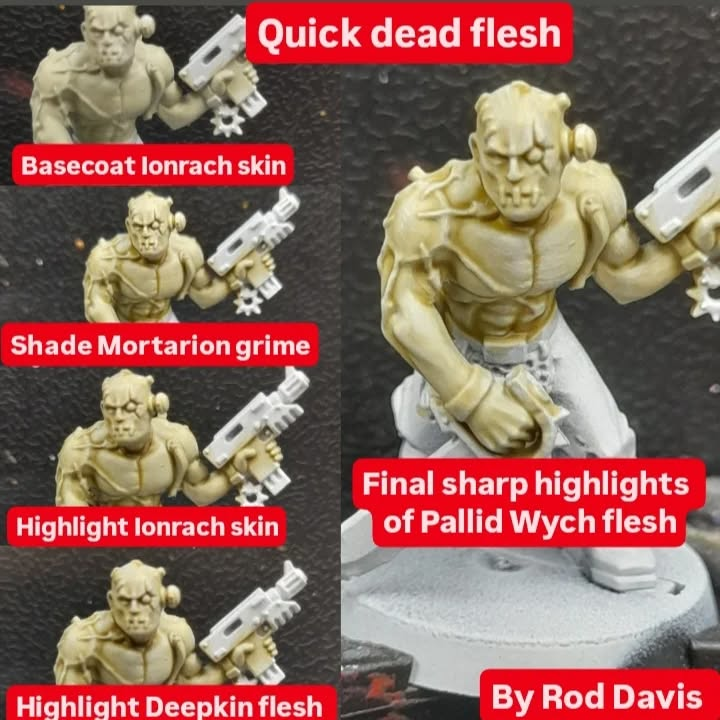 Quick dead flesh
Basecoat Ionrach skin
Shade Mortarion grime
Highlight Ionrach skin
Highlight Deepkin flesh
Final sharp highlights
of Pallid Wych flesh
By Rod Davis